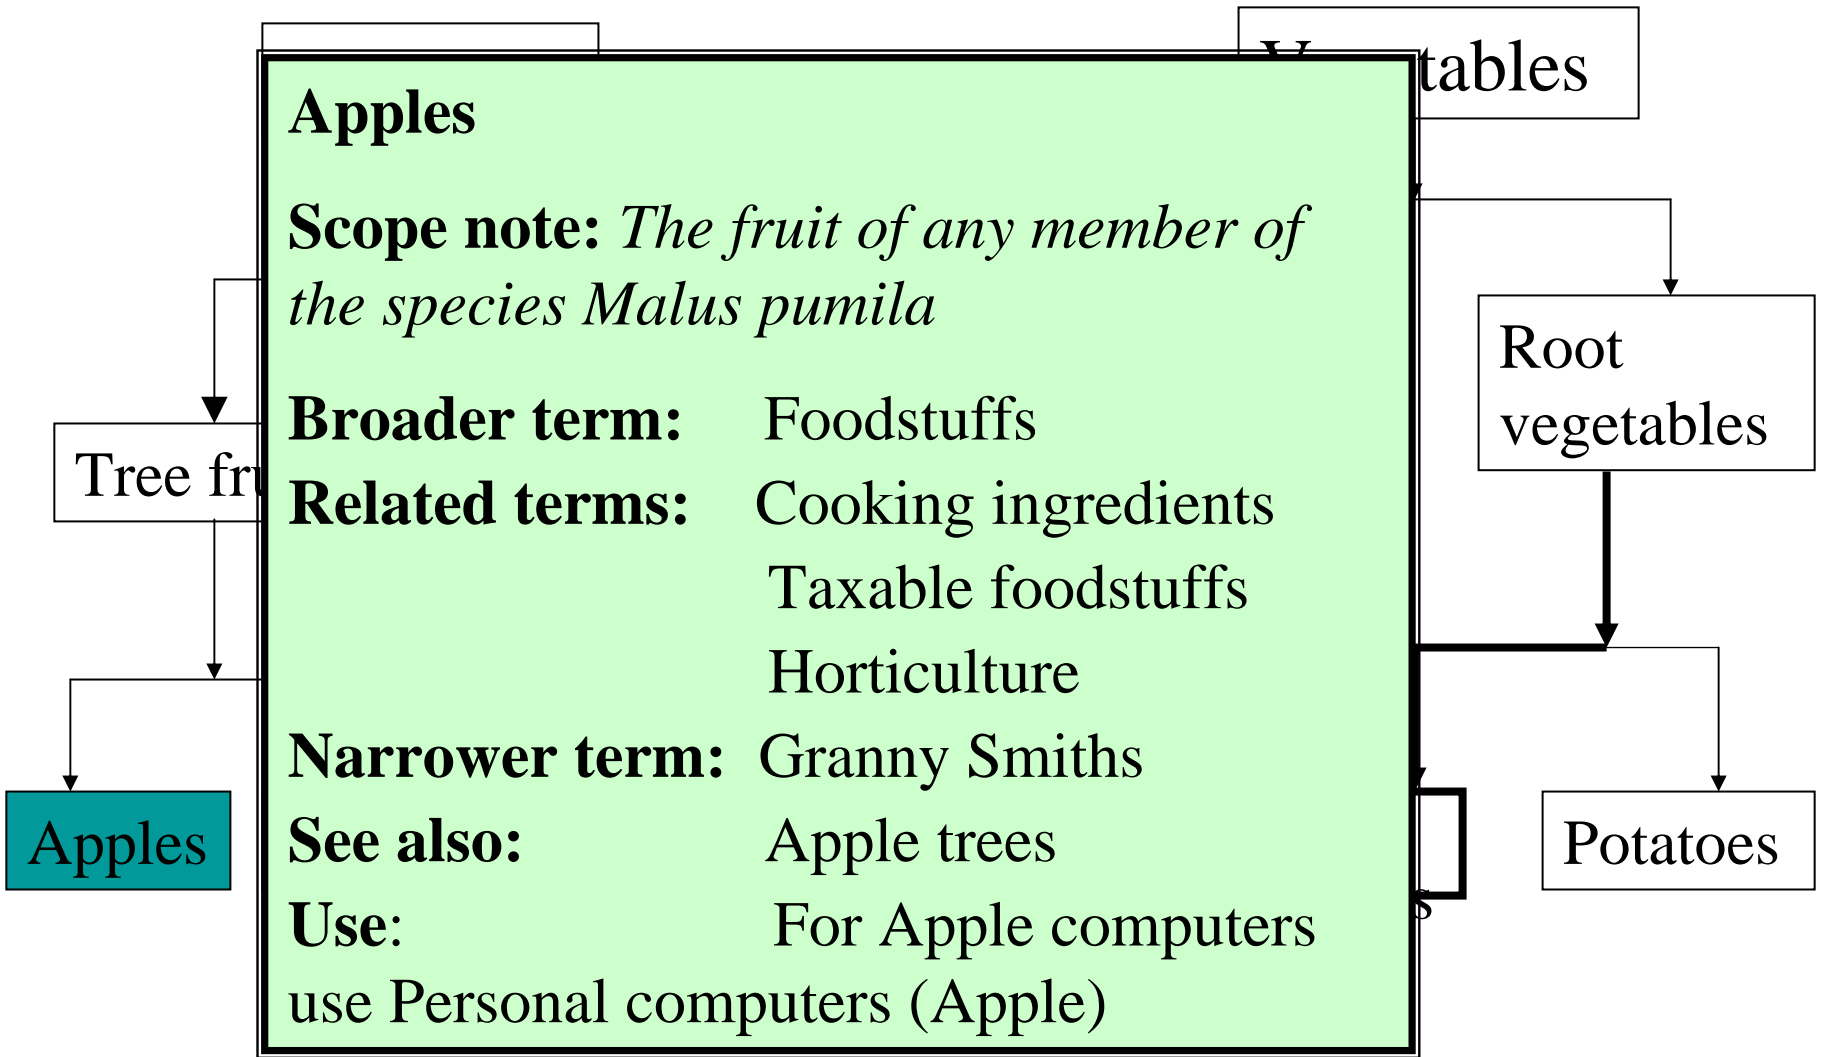 tables
Apples
Scope note: The fruit of any member of
the species Malus pumila
Root
vegetables
Broader term: Foodstuffs
Tree
Related terms: Cooking ingredients
Taxable foodstuffs
Horticulture
Narrower term: Granny Smiths
Apples
See also: Apple trees
Potatoes
Use: For Apple computers
use Personal computers (Apple)